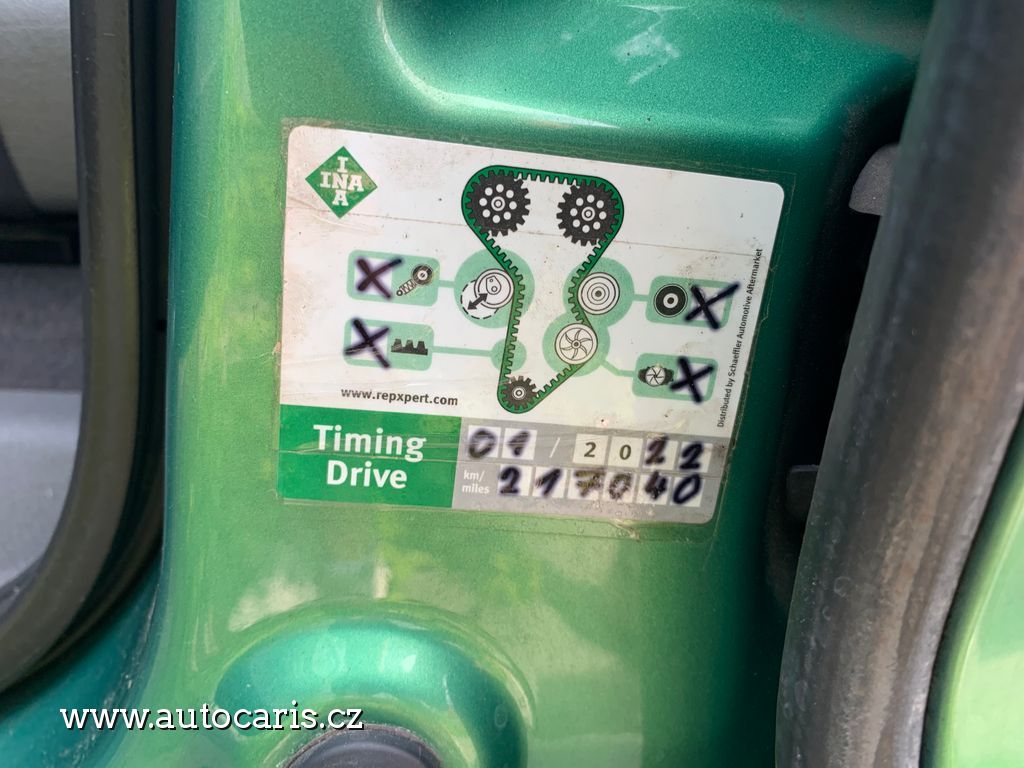 I
INA
A
X
X
X
X
www.repxpert.com
Distributed by Schaeffler Automotive Aftermarket
Timing
Drive
01 / 2022
km/
miles
217040
www.autocaris.cz